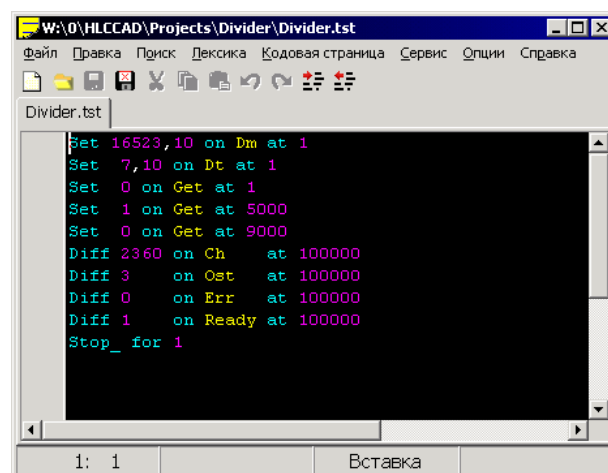 W:\0\HLCCAD\Projects\Divider\Divider.tst
Файл Правка Поиск Лексика Кодовая страница Сервис Опции Справка
Divider.tst
Set 16523,10 on Dm at 1
Set 7,10 on Dt at 1
Set 0 on Get at 1
Set 1 on Get at 5000
Set 0 on Get at 9000
Diff 2360 on Ch at 100000
Diff 3 on Ost at 100000
Diff 0 on Err at 100000
Diff 1 on Ready at 100000
Stop_ for 1
1: 1 Вставка